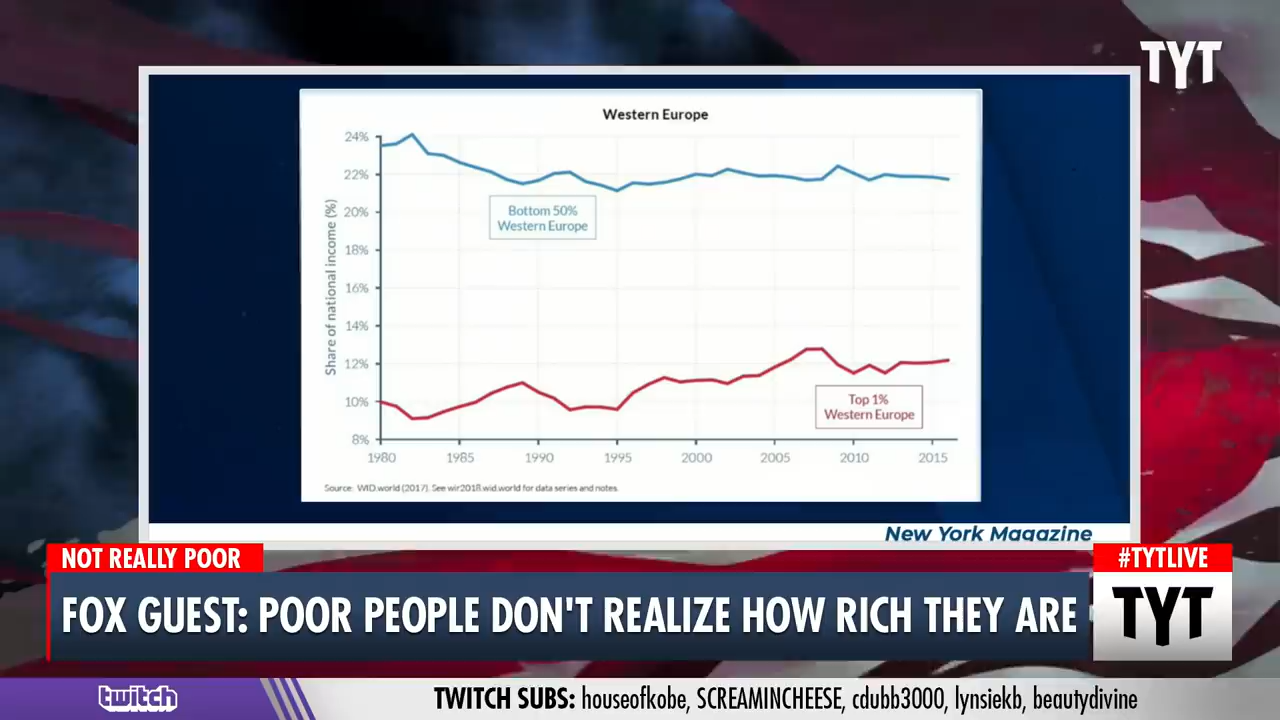 TYT
Western Europe
24%
22%
20%
18%
16%
14%
12%
10%
8%
Share of national income (%)
Bottom 50%
Western Europe
Top 1%
Western Europe
1980 1985 1990 1995 2000 2005 2010 2015
Source: WID.world (2017). See wir2018.wid.world for data series and notes.
New York Magazine
NOT REALLY POOR
#TYTLIVE
FOX GUEST: POOR PEOPLE DON'T REALIZE HOW RICH THEY ARE
TYT
twitch
TWITCH SUBS: houseofkobe, SCREAMINCHEESE, cdubb3000, lynsiekb, beautydivine